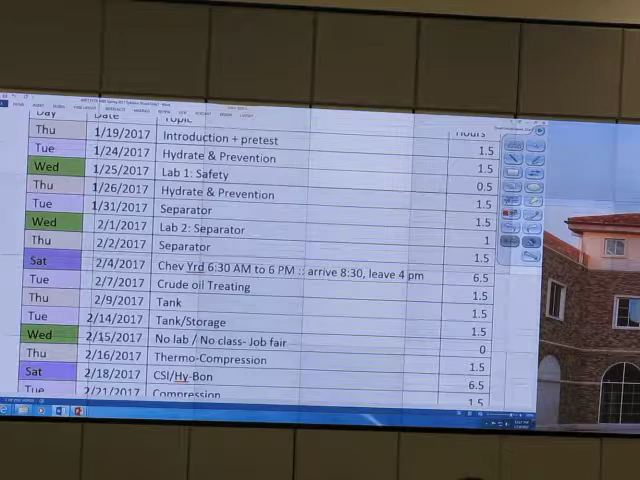 Day Date Topic Hours
Thu 1/19/2017 Introduction + pretest 1.5
Tue 1/24/2017 Hydrate & Prevention 1.5
Wed 1/25/2017 Lab 1: Safety 0.5
Thu 1/26/2017 Hydrate & Prevention 1.5
Tue 1/31/2017 Separator 1.5
Wed 2/1/2017 Lab 2: Separator 1
Thu 2/2/2017 Separator 1.5
Sat 2/4/2017 Chev Yrd 6:30 AM to 6 PM :: arrive 8:30, leave 4 pm 6.5
Tue 2/7/2017 Crude oil Treating 1.5
Thu 2/9/2017 Tank 1.5
Tue 2/14/2017 Tank/Storage 1.5
Wed 2/15/2017 No lab / No class- Job fair 0
Thu 2/16/2017 Thermo-Compression 1.5
Sat 2/18/2017 CSI/Hy-Bon 6.5
Tue 2/21/2017 Compression 1.5